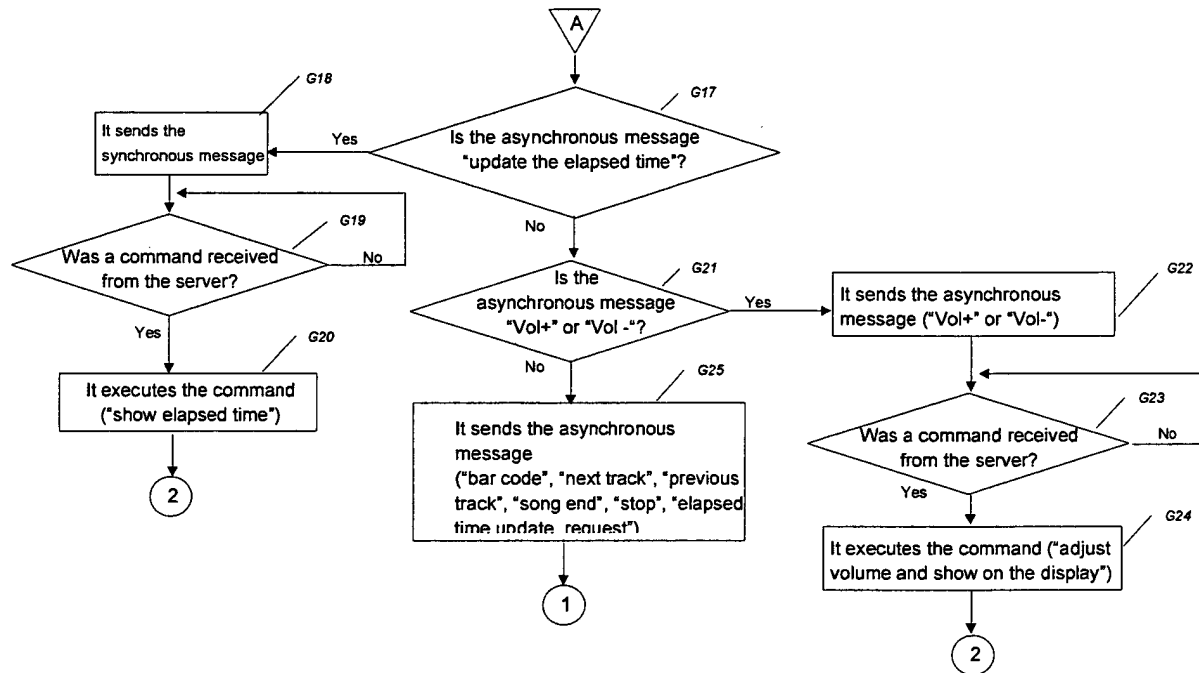 A
G17
Is the asynchronous message
“update the elapsed time”?
Yes
No
G18
It sends the
synchronous message
G19
Was a command received
from the server?
No
Yes
G20
It executes the command
(“show elapsed time”)
2
G21
Is the
asynchronous message
“Vol+” or “Vol -“?
Yes
No
G25
It sends the asynchronous
message
(“bar code”, “next track”, “previous
track”, “song end”, “stop”, “elapsed
time update request”)
1
G22
It sends the asynchronous
message (“Vol+” or “Vol-“)
G23
Was a command received
from the server?
No
Yes
G24
It executes the command (“adjust
volume and show on the display”)
2